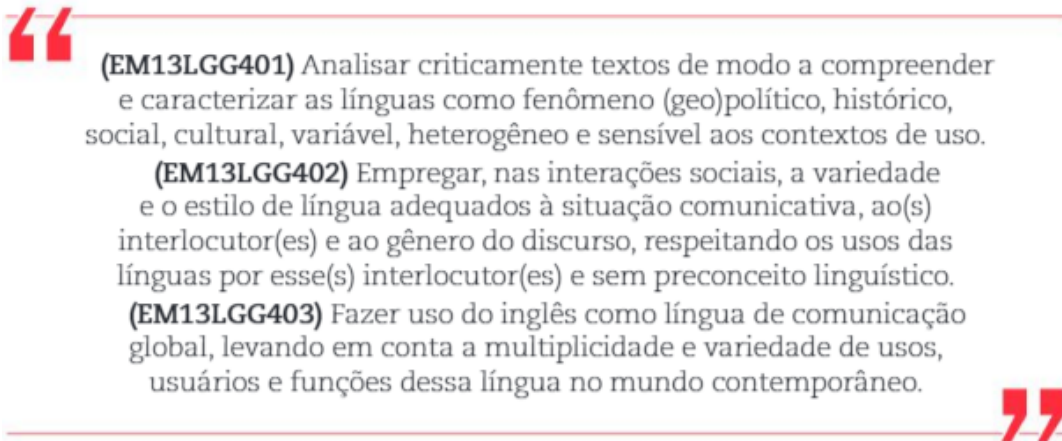 (EM13LGG401) Analisar criticamente textos de modo a compreender
e caracterizar as línguas como fenômeno (geo)político, histórico,
social, cultural, variável, heterogêneo e sensível aos contextos de uso.
(EM13LGG402) Empregar, nas interações sociais, a variedade
e o estilo de língua adequados à situação comunicativa, ao(s)
interlocutor(es) e ao gênero do discurso, respeitando os usos das
línguas por esse(s) interlocutor(es) e sem preconceito linguístico.
(EM13LGG403) Fazer uso do inglês como língua de comunicação
global, levando em conta a multiplicidade e variedade de usos,
usuários e funções dessa língua no mundo contemporâneo.